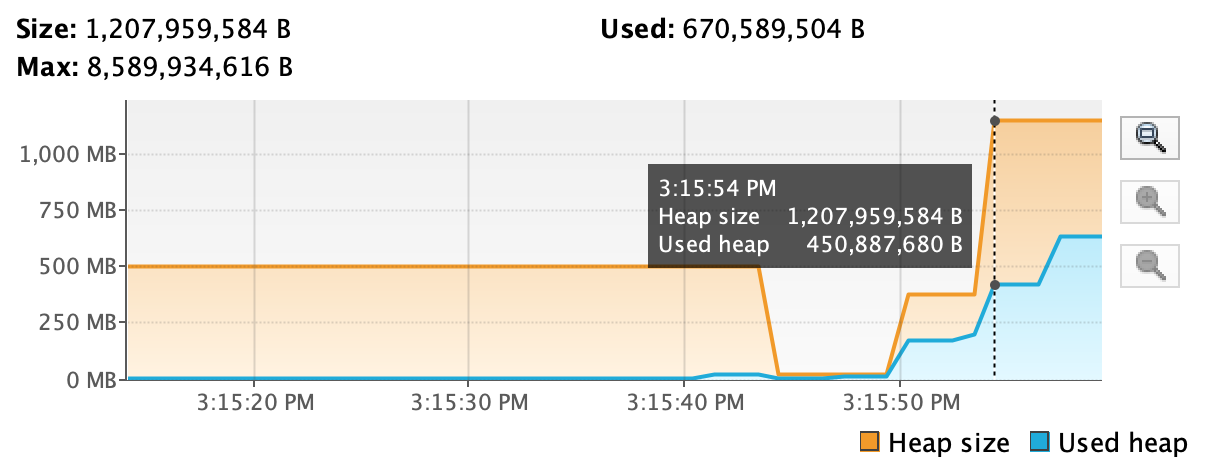 Size: 1,207,959,584 B Used: 670,589,504 B
Max: 8,589,934,616 B
1,000 MB
750 MB
500 MB
250 MB
0 MB
3:15:54 PM
Heap size 1,207,959,584 B
Used heap 450,887,680 B
3:15:20 PM 3:15:30 PM 3:15:40 PM 3:15:50 PM
Heap size Used heap